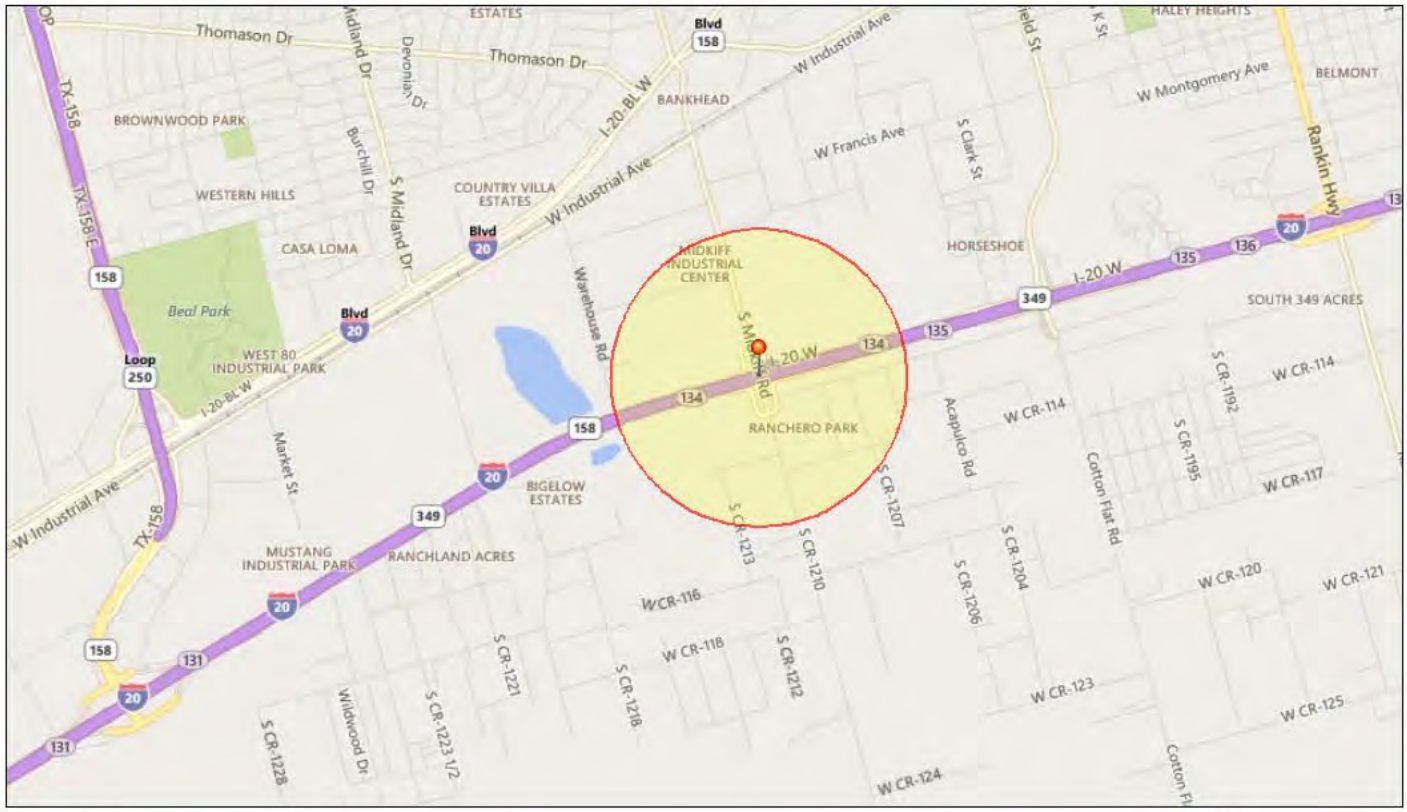 OP
ESTATES
Blvd
158
HALEY HEIGHTS
Thomason Dr
Midland Dr
Devonian Dr
Thomason Dr
W Industrial Ave
field St
K St
BELMONT
TX-158
I-20-BL W
BANKHEAD
W Montgomery Ave
BROWNWOOD PARK
Burchill Dr
W Francis Ave
S Clark St
Rankin Hwy
WESTERN HILLS
S Midland Dr
COUNTRY VILLA
ESTATES
W Industrial Ave
TX-158 E
CASA LOMA
Blvd
20
MIDKIFF
INDUSTRIAL
CENTER
HORSESHOE
20
13
136
135
I-20 W
158
349
SOUTH 349 ACRES
Beal Park
Blvd
20
Warehouse Rd
S Midkiff Rd
135
134
I-20 W
Loop
250
WEST 80
INDUSTRIAL PARK
I-20-BL W
134
S CR-1192
W CR-114
Acapulco Rd
W CR-114
158
RANCHERO PARK
Market St
20
BIGELOW
ESTATES
S CR-1207
Cotton Flat Rd
S CR-1195
W CR-117
W Industrial Ave
TX-158
349
S CR-1213
S CR-1210
MUSTANG
INDUSTRIAL PARK
RANCHLAND ACRES
S CR-1204
S CR-1206
W CR-120
W CR-121
20
W CR-116
158
131
S CR-1221
W CR-118
S CR-1212
20
S CR-1218
W CR-123
W CR-125
131
S CR-1228
Wildwood Dr
S CR-1223 1/2
W CR-124
Cotton Fl